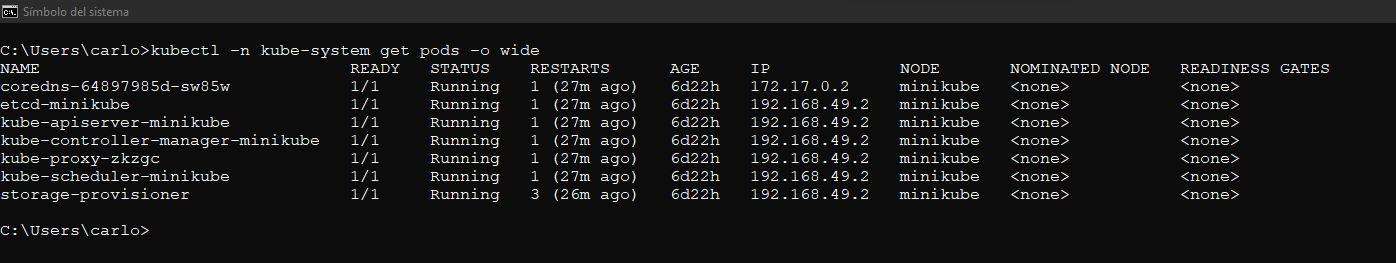 Símbolo del sistema
C:\Users\carlo>kubectl -n kube-system get pods -o wide
NAME READY STATUS RESTARTS AGE IP NODE NOMINATED NODE READINESS GATES
coredns-64897985d-sw85w 1/1 Running 1 (27m ago) 6d22h 172.17.0.2 minikube <none> <none>
etcd-minikube 1/1 Running 1 (27m ago) 6d22h 192.168.49.2 minikube <none> <none>
kube-apiserver-minikube 1/1 Running 1 (27m ago) 6d22h 192.168.49.2 minikube <none> <none>
kube-controller-manager-minikube 1/1 Running 1 (27m ago) 6d22h 192.168.49.2 minikube <none> <none>
kube-proxy-zkzgc 1/1 Running 1 (27m ago) 6d22h 192.168.49.2 minikube <none> <none>
kube-scheduler-minikube 1/1 Running 1 (27m ago) 6d22h 192.168.49.2 minikube <none> <none>
storage-provisioner 1/1 Running 3 (26m ago) 6d22h 192.168.49.2 minikube <none> <none>
C:\Users\carlo>